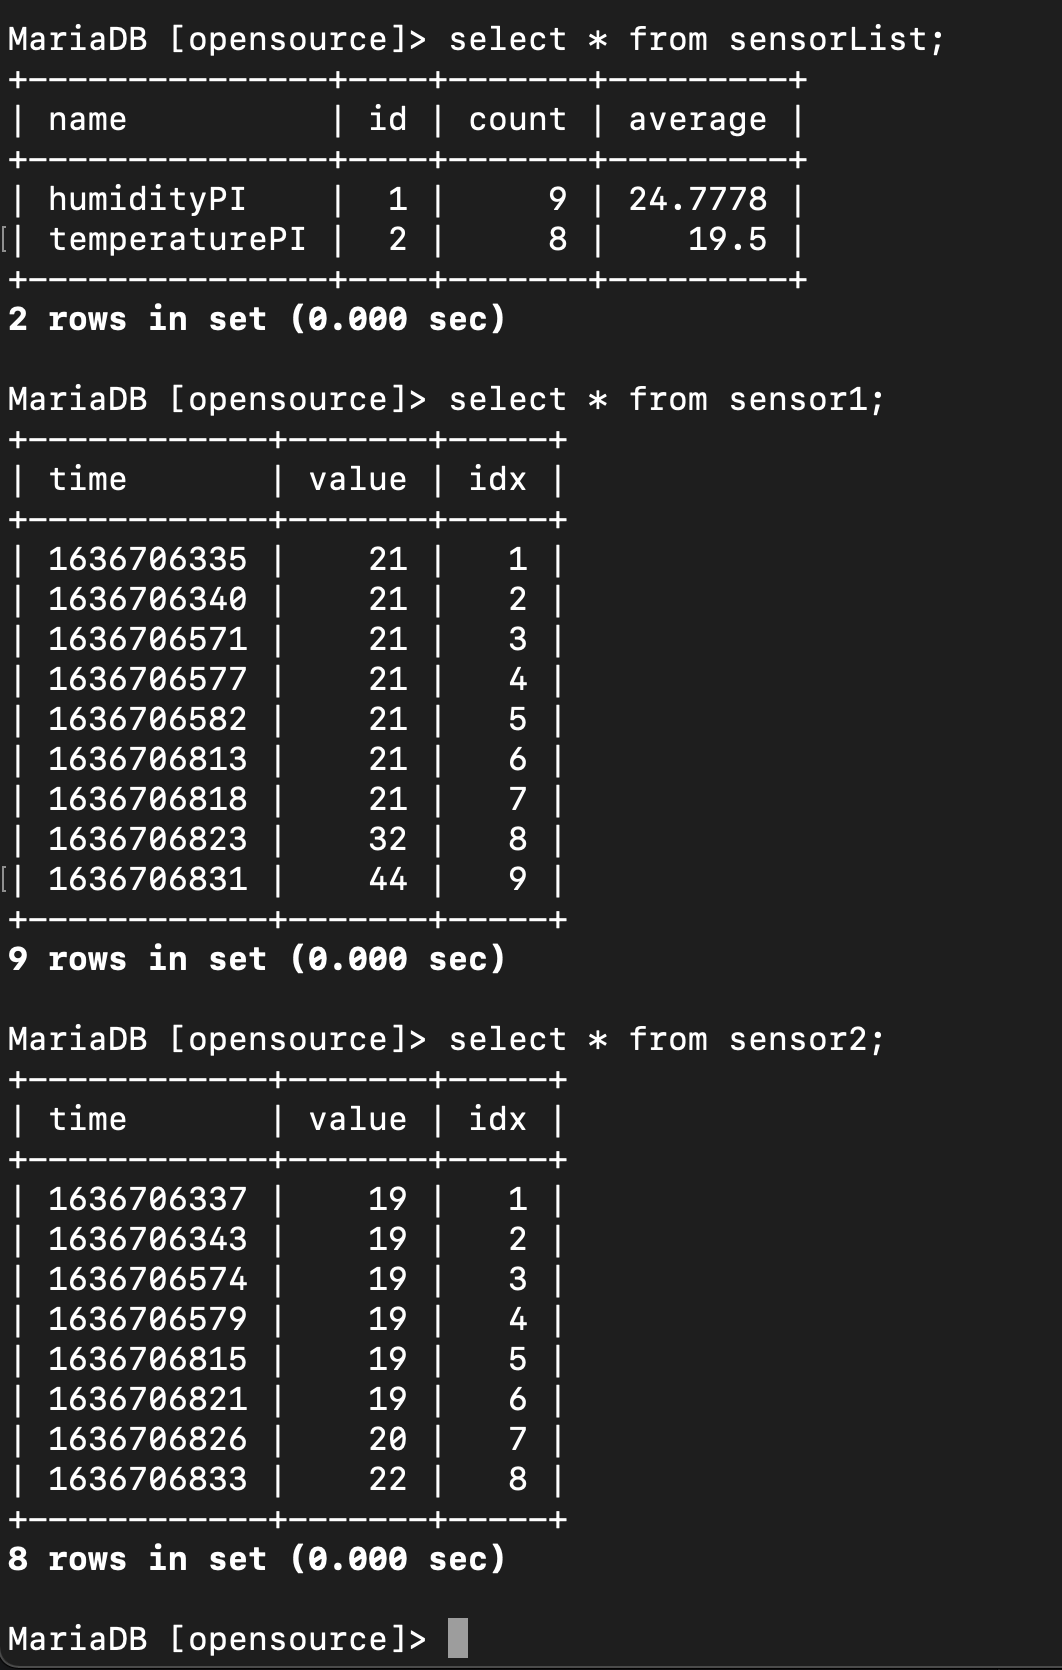 MariaDB [opensource]> select * from sensorList;
+---------------+----+-------+---------+
| name          | id | count | average |
+---------------+----+-------+---------+
| humidityPI    |  1 |     9 | 24.7778 |
[| temperaturePI |  2 |     8 |    19.5 |
+---------------+----+-------+---------+
2 rows in set (0.000 sec)
MariaDB [opensource]> select * from sensor1;
+------------+-------+-----+
| time       | value | idx |
+------------+-------+-----+
| 1636706335 |    21 |   1 |
| 1636706340 |    21 |   2 |
| 1636706571 |    21 |   3 |
| 1636706577 |    21 |   4 |
| 1636706582 |    21 |   5 |
| 1636706813 |    21 |   6 |
| 1636706818 |    21 |   7 |
| 1636706823 |    32 |   8 |
[| 1636706831 |    44 |   9 |
+------------+-------+-----+
9 rows in set (0.000 sec)
MariaDB [opensource]> select * from sensor2;
+------------+-------+-----+
| time       | value | idx |
+------------+-------+-----+
| 1636706337 |    19 |   1 |
| 1636706343 |    19 |   2 |
| 1636706574 |    19 |   3 |
| 1636706579 |    19 |   4 |
| 1636706815 |    19 |   5 |
| 1636706821 |    19 |   6 |
| 1636706826 |    20 |   7 |
| 1636706833 |    22 |   8 |
+------------+-------+-----+
8 rows in set (0.000 sec)
MariaDB [opensource]>